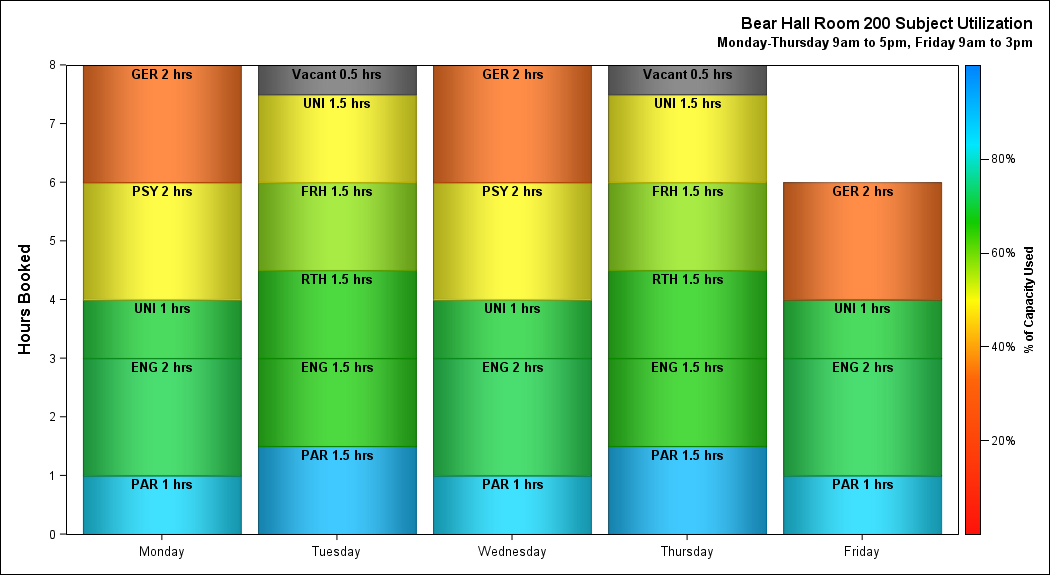 Bear Hall Room 200 Subject Utilization
Monday-Thursday 9am to 5pm, Friday 9am to 3pm
Hours Booked
8
7
6
5
4
3
2
1
0
GER 2 hrs
PSY 2 hrs
UNI 1 hrs
ENG 2 hrs
PAR 1 hrs
Monday
Vacant 0.5 hrs
UNI 1.5 hrs
FRH 1.5 hrs
RTH 1.5 hrs
ENG 1.5 hrs
PAR 1.5 hrs
Tuesday
GER 2 hrs
PSY 2 hrs
UNI 1 hrs
ENG 2 hrs
PAR 1 hrs
Wednesday
Vacant 0.5 hrs
UNI 1.5 hrs
FRH 1.5 hrs
RTH 1.5 hrs
ENG 1.5 hrs
PAR 1.5 hrs
Thursday
GER 2 hrs
UNI 1 hrs
ENG 2 hrs
PAR 1 hrs
Friday
80%
60%
40%
20%
% of Capacity Used